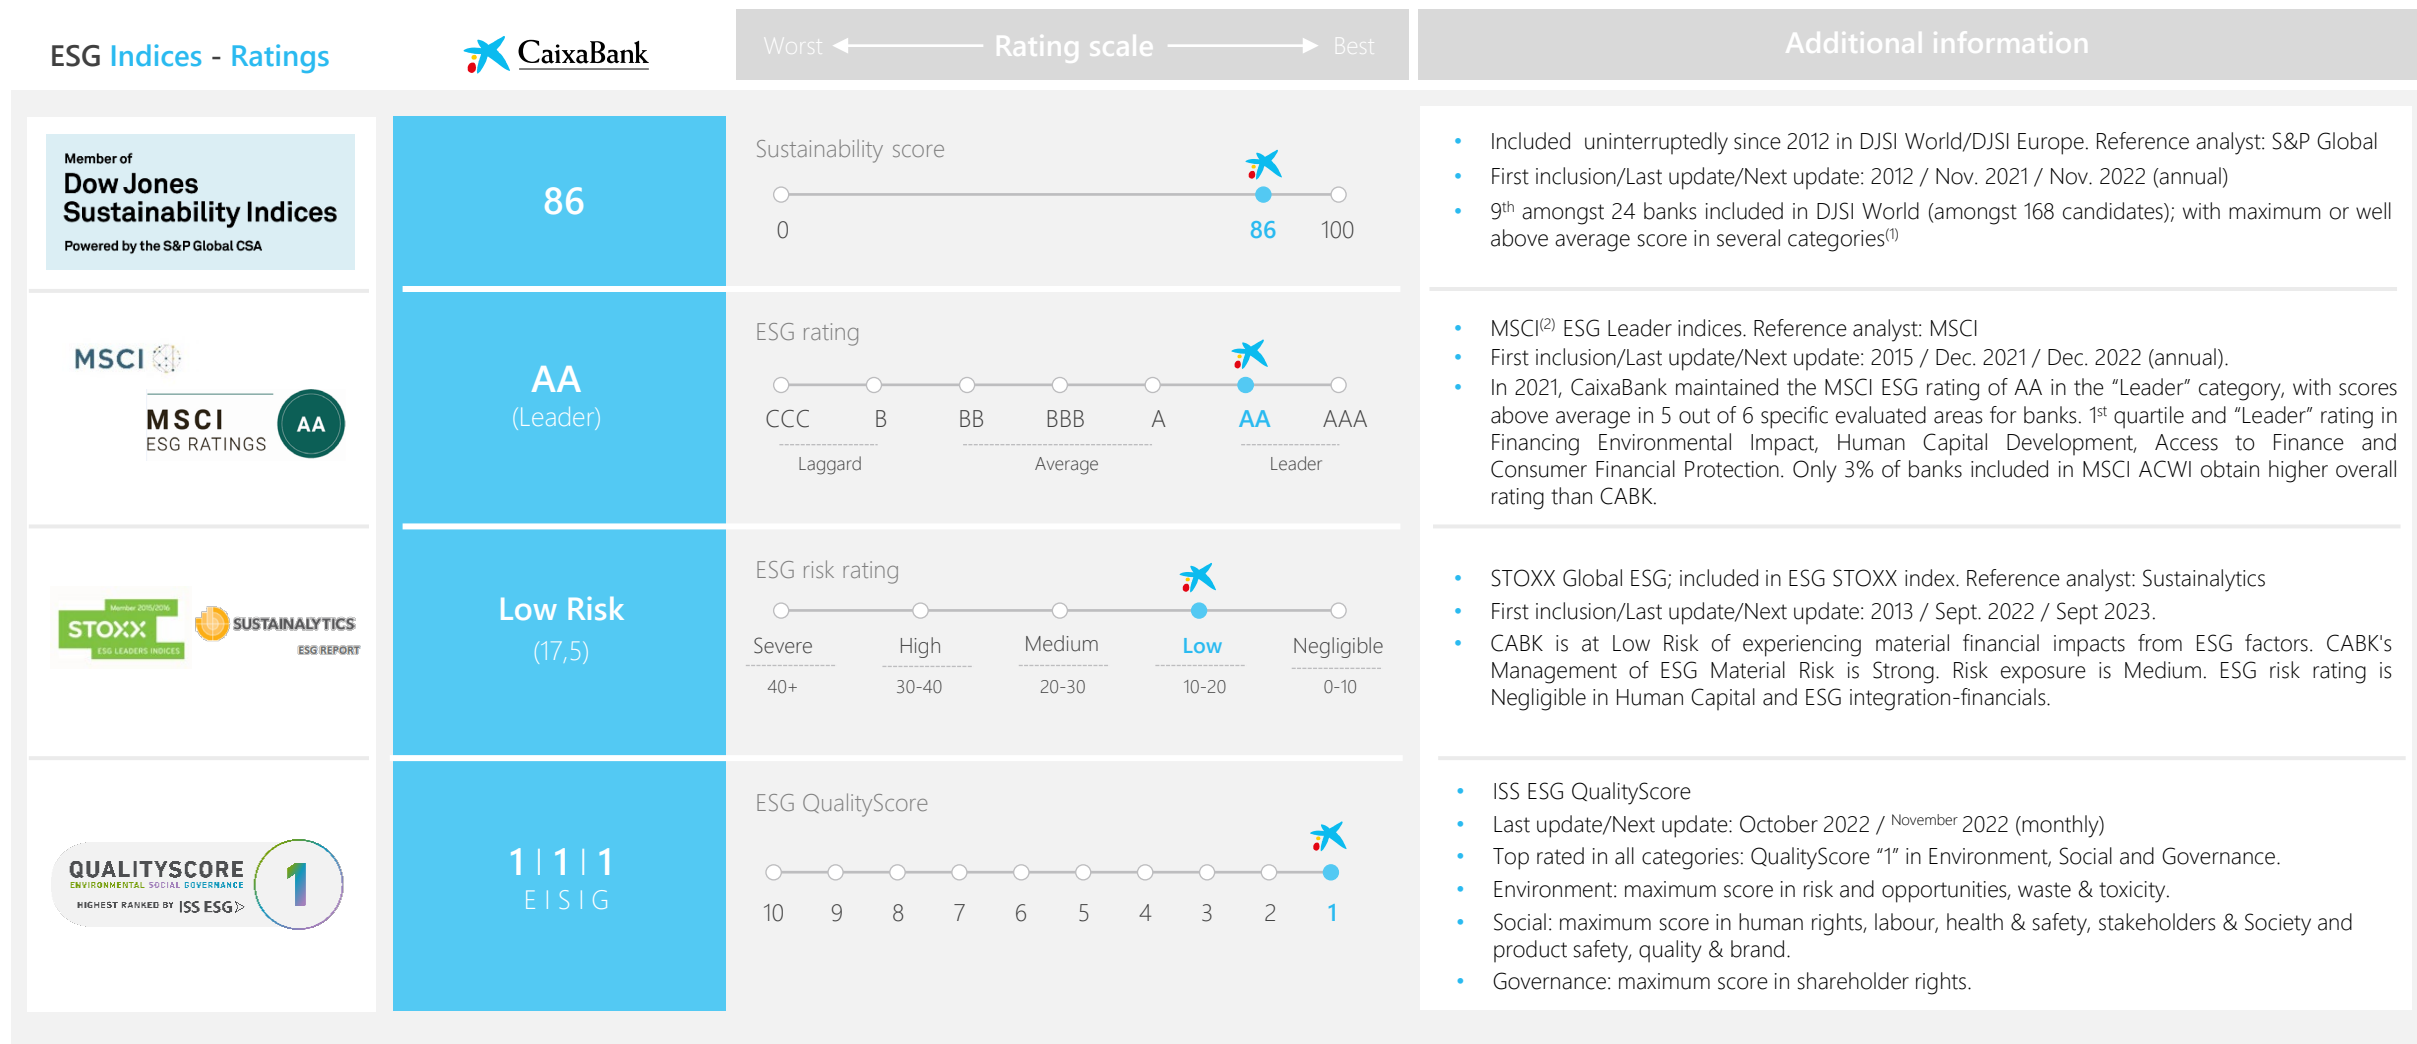 ESG Indices - Ratings
CaixaBank
Worst
Rating scale
Best
Additional information
Member of
Dow Jones
Sustainability Indices
Powered by the S&P Global CSA
86
Sustainability score
0
86
100
• Included uninterruptedly since 2012 in DJSI World/DJSI Europe. Reference analyst: S&P Global
• First inclusion/Last update/Next update: 2012 / Nov. 2021 / Nov. 2022 (annual)
• 9th amongst 24 banks included in DJSI World (amongst 168 candidates); with maximum or well
above average score in several categories(1)
MSCI
MSCI
ESG RATINGS
AA
AA
(Leader)
ESG rating
CCC B BB BBB A AA AAA
Laggard Average Leader
• MSCI(2) ESG Leader indices. Reference analyst: MSCI
• First inclusion/Last update/Next update: 2015 / Dec. 2021 / Dec. 2022 (annual).
• In 2021, CaixaBank maintained the MSCI ESG rating of AA in the “Leader” category, with scores
above average in 5 out of 6 specific evaluated areas for banks. 1st quartile and “Leader” rating in
Financing Environmental Impact, Human Capital Development, Access to Finance and
Consumer Financial Protection. Only 3% of banks included in MSCI ACWI obtain higher overall
rating than CABK.
Member 2015/2016
STOXX
ESG LEADERS INDICES
SUSTAINALYTICS
ESG REPORT
Low Risk
(17,5)
ESG risk rating
Severe High Medium Low Negligible
40+ 30-40 20-30 10-20 0-10
• STOXX Global ESG; included in ESG STOXX index. Reference analyst: Sustainalytics
• First inclusion/Last update/Next update: 2013 / Sept. 2022 / Sept 2023.
• CABK is at Low Risk of experiencing material financial impacts from ESG factors. CABK's
Management of ESG Material Risk is Strong. Risk exposure is Medium. ESG risk rating is
Negligible in Human Capital and ESG integration-financials.
QUALITYSCORE
ENVIRONMENTAL SOCIAL GOVERNANCE
HIGHEST RANKED BY ISS ESG
1
1 | 1 | 1
E | S | G
ESG QualityScore
10 9 8 7 6 5 4 3 2 1
• ISS ESG QualityScore
• Last update/Next update: October 2022 / November 2022 (monthly)
• Top rated in all categories: QualityScore “1” in Environment, Social and Governance.
• Environment: maximum score in risk and opportunities, waste & toxicity.
• Social: maximum score in human rights, labour, health & safety, stakeholders & Society and
product safety, quality & brand.
• Governance: maximum score in shareholder rights.